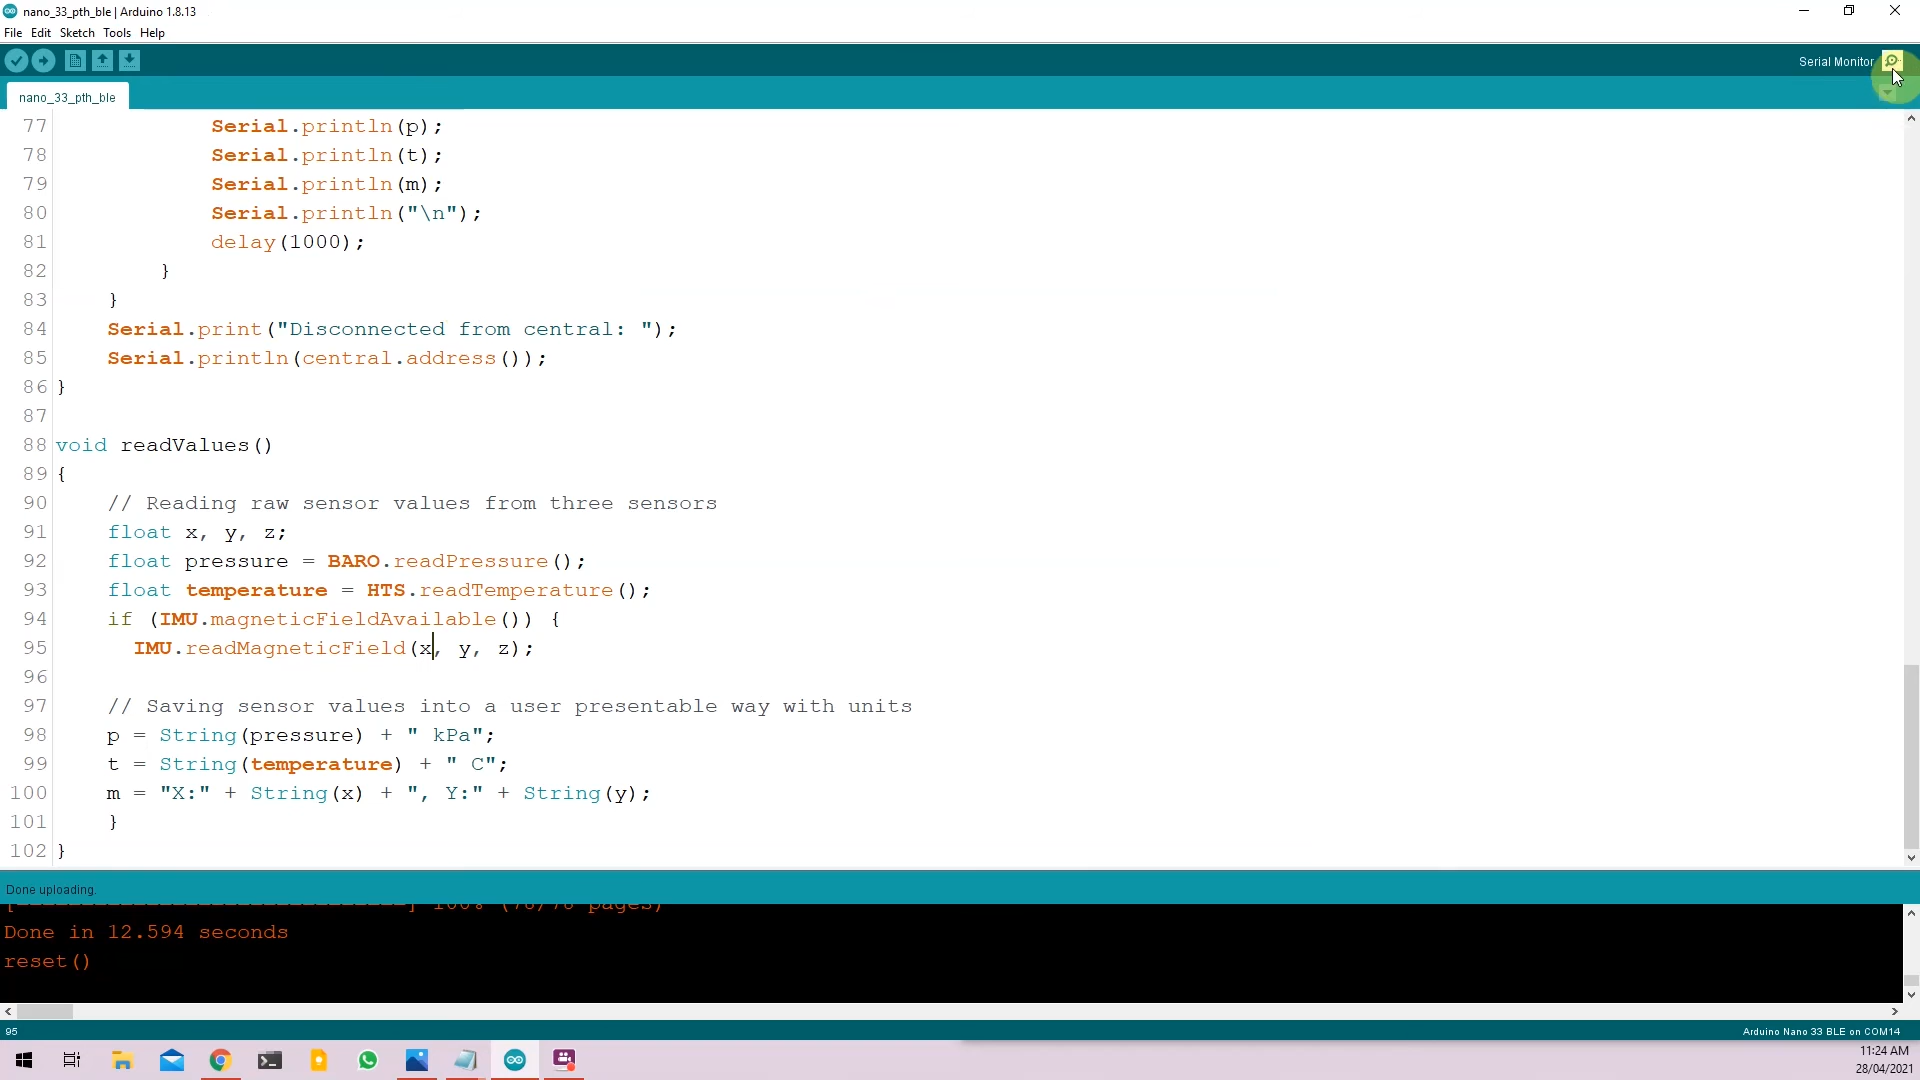 nano_33_pth_ble | Arduino 1.8.13
File Edit Sketch Tools Help
Serial Monitor
nano_33_pth_ble
77 Serial.println(p);
78 Serial.println(t);
79 Serial.println(m);
80 Serial.println("\n");
81 delay(1000);
82 }
83 }
84 Serial.print("Disconnected from central: ");
85 Serial.println(central.address());
86 }
87
88 void readValues()
89 {
90 // Reading raw sensor values from three sensors
91 float x, y, z;
92 float pressure = BARO.readPressure();
93 float temperature = HTS.readTemperature();
94 if (IMU.magneticFieldAvailable()) {
95 IMU.readMagneticField(x, y, z);
96
97 // Saving sensor values into a user presentable way with units
98 p = String(pressure) + " kPa";
99 t = String(temperature) + " C";
100 m = "X:" + String(x) + ", Y:" + String(y);
101 }
102 }
Done uploading.
Done in 12.594 seconds
reset()
95
Arduino Nano 33 BLE on COM14
11:24 AM
28/04/2021